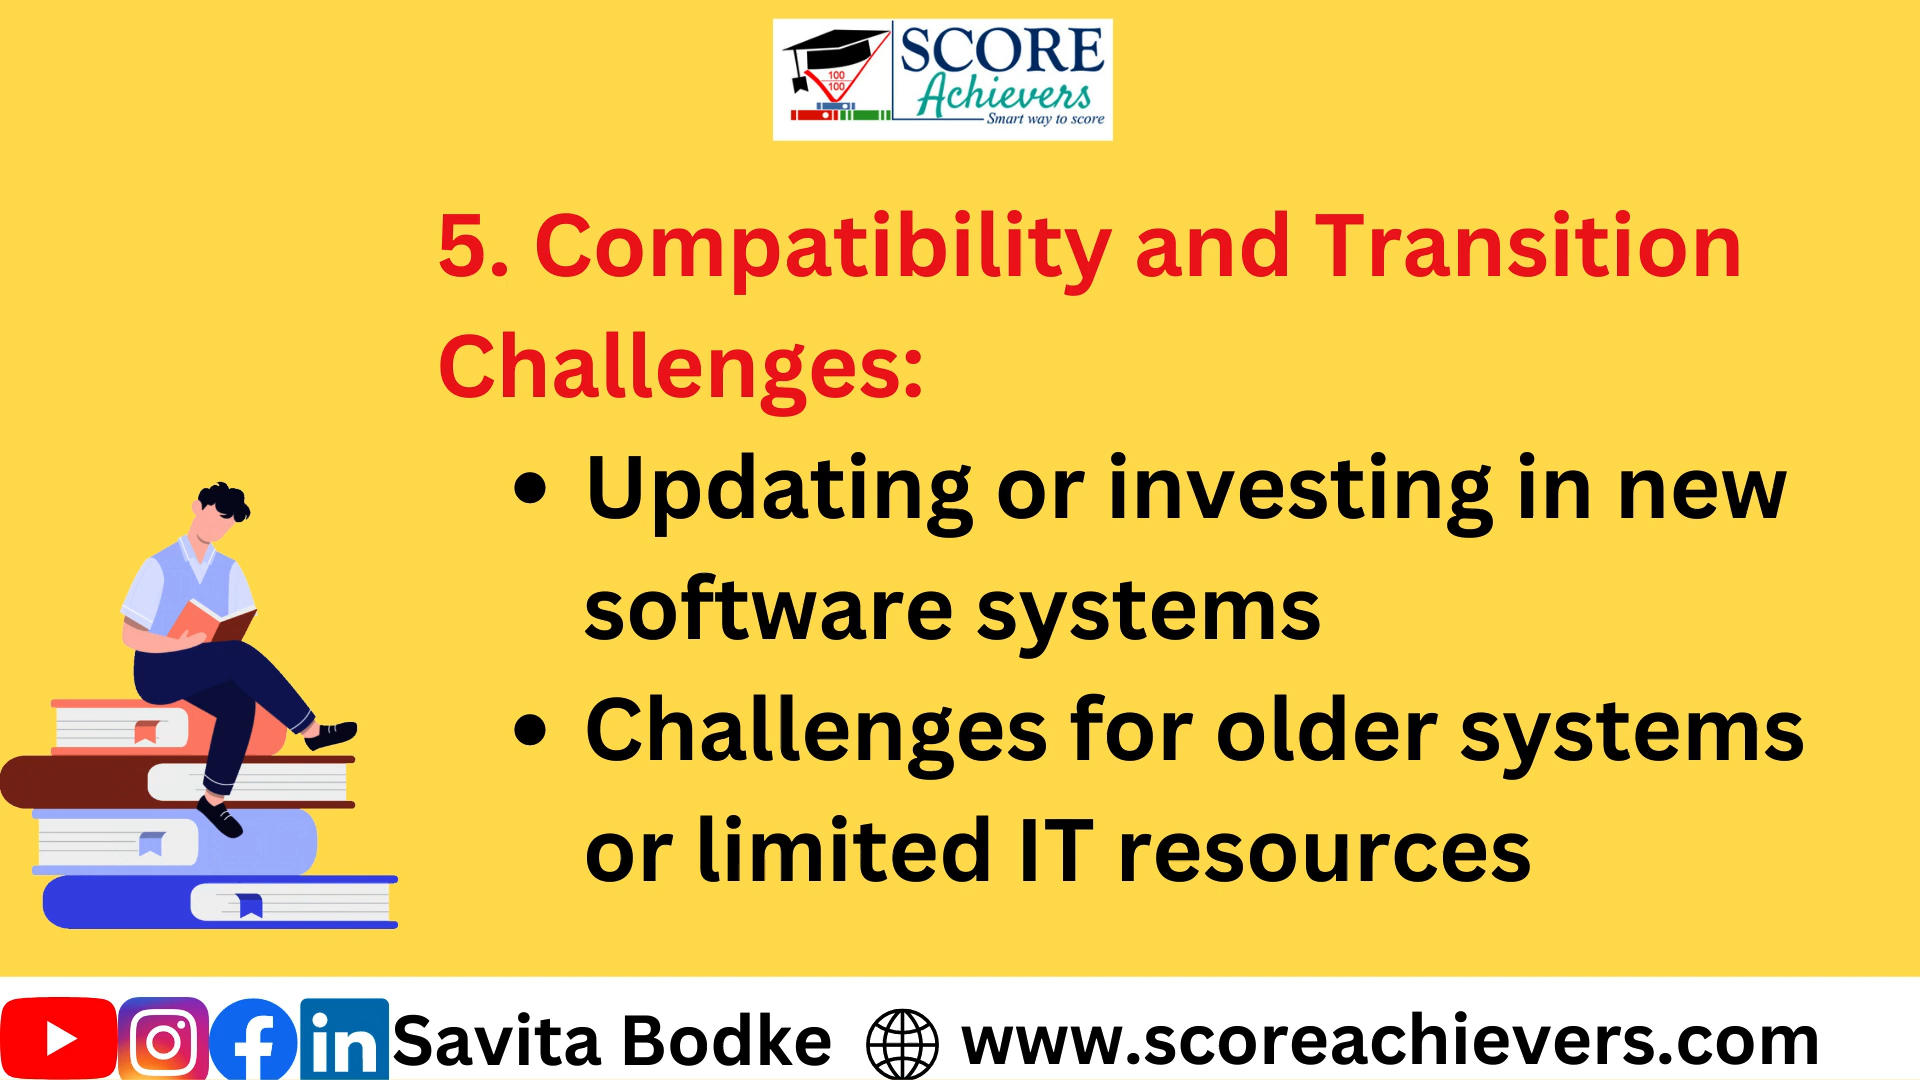 SCORE
Achievers
Smart way to score
100
100
5. Compatibility and Transition
Challenges:
• Updating or investing in new
software systems
• Challenges for older systems
or limited IT resources
in Savita Bodke www.scoreachievers.com